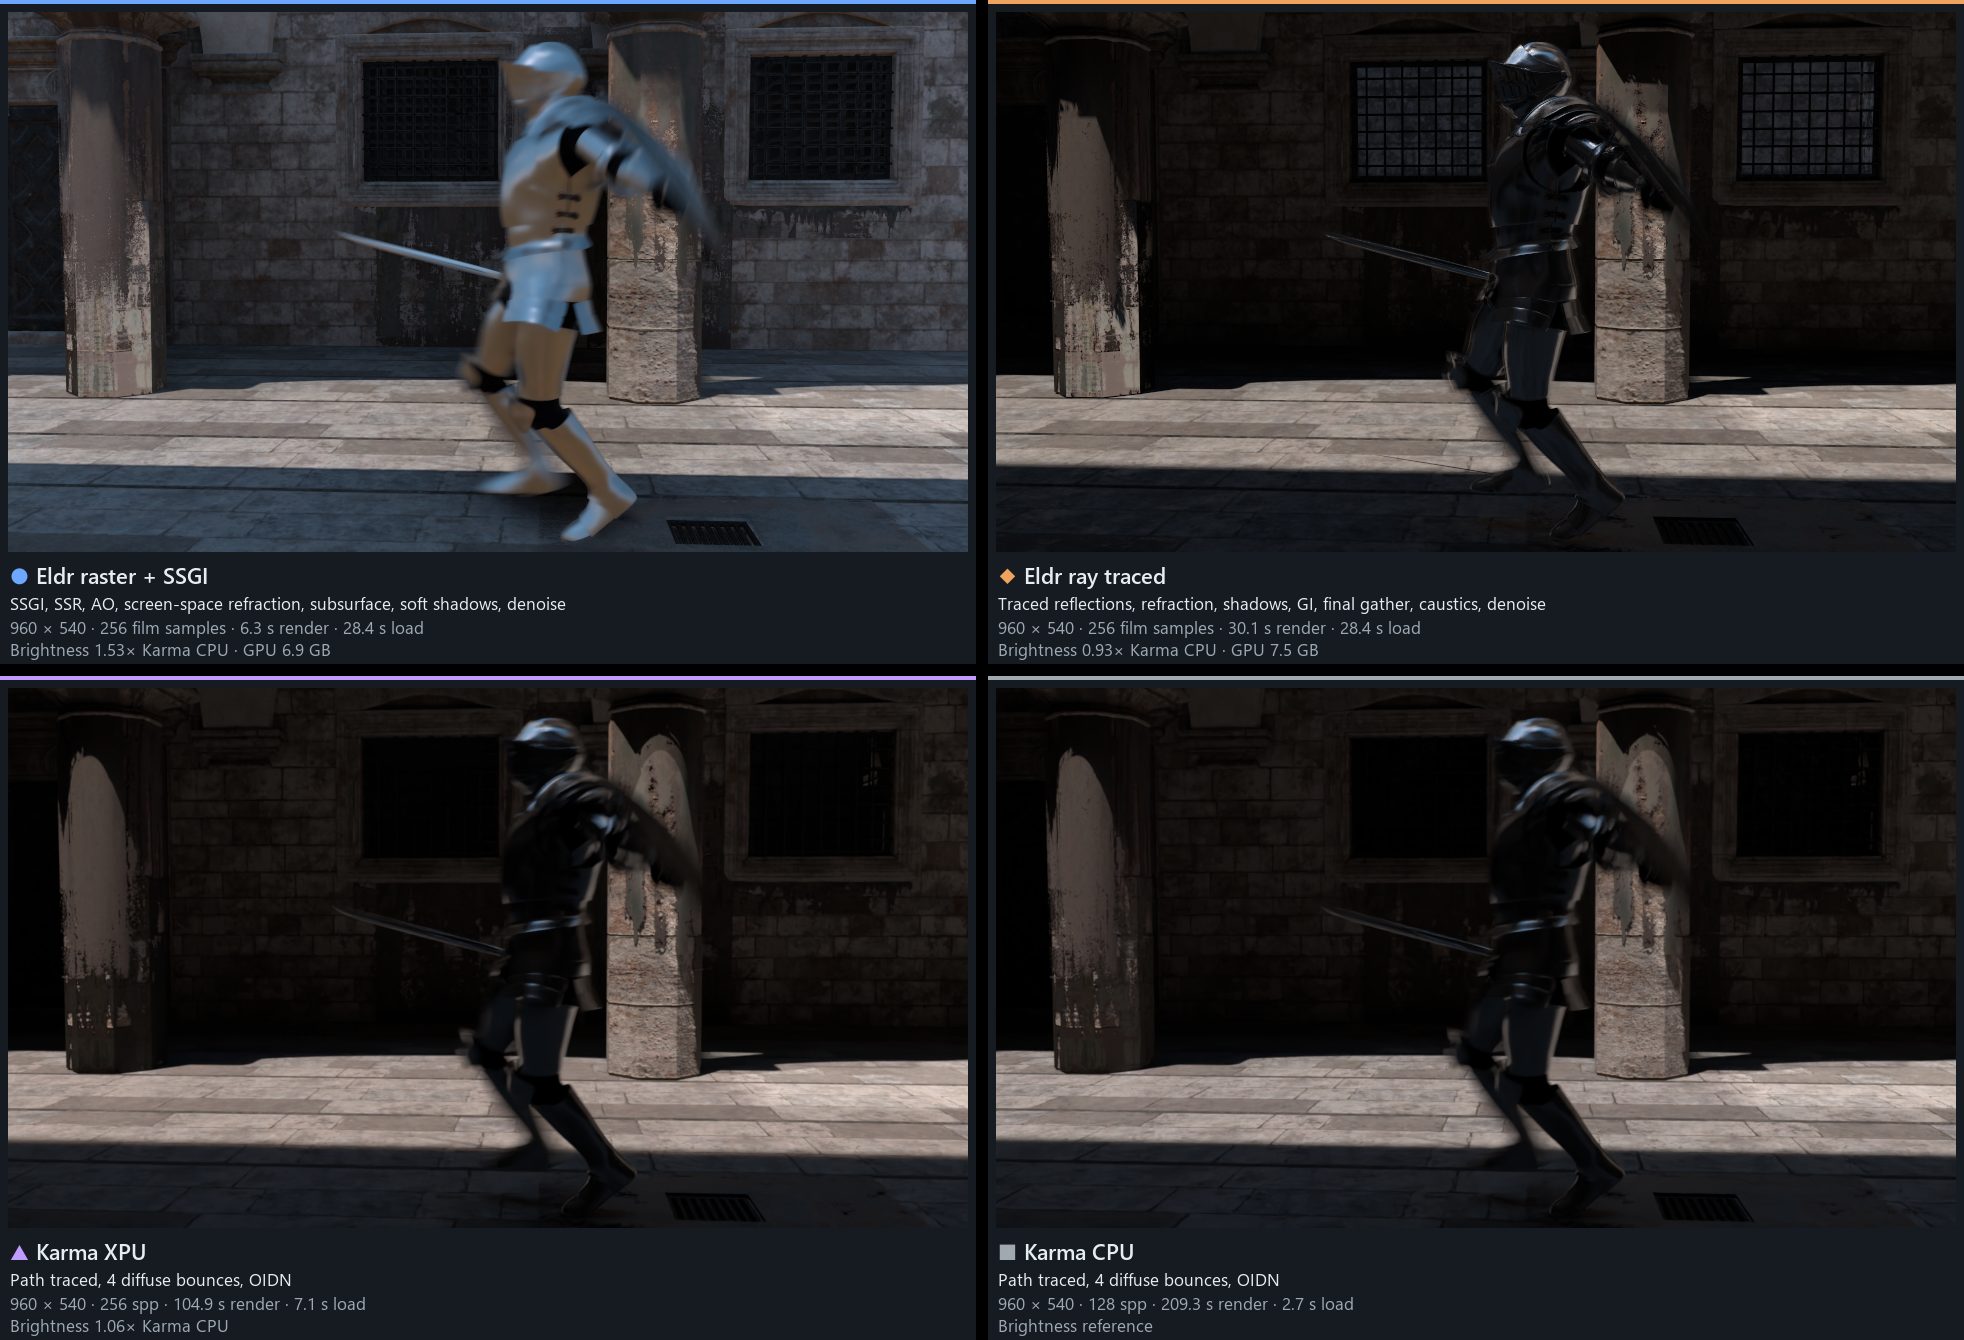 Eldr raster + SSGI
SSGI, SSR, AO, screen-space refraction, subsurface, soft shadows, denoise
960 × 540 · 256 film samples · 6.3 s render · 28.4 s load
Brightness 1.53× Karma CPU · GPU 6.9 GB
Eldr ray traced
Traced reflections, refraction, shadows, GI, final gather, caustics, denoise
960 × 540 · 256 film samples · 30.1 s render · 28.4 s load
Brightness 0.93× Karma CPU · GPU 7.5 GB
Karma XPU
Path traced, 4 diffuse bounces, OIDN
960 × 540 · 256 spp · 104.9 s render · 7.1 s load
Brightness 1.06× Karma CPU
Karma CPU
Path traced, 4 diffuse bounces, OIDN
960 × 540 · 128 spp · 209.3 s render · 2.7 s load
Brightness reference